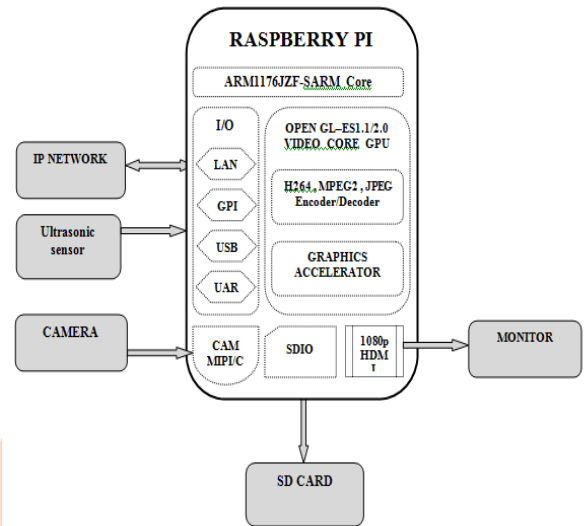 RASPBERRY PI
ARM1176JZF-SARM Core
I/O
LAN
GPI
USB
UAR
OPEN GL–ES1.1/2.0
VIDEO CORE GPU
H264, MPEG2, JPEG
Encoder/Decoder
GRAPHICS
ACCELERATOR
CAM
MIPI/C
SDIO
1080p
HDM
I
IP NETWORK
Ultrasonic
sensor
CAMERA
MONITOR
SD CARD